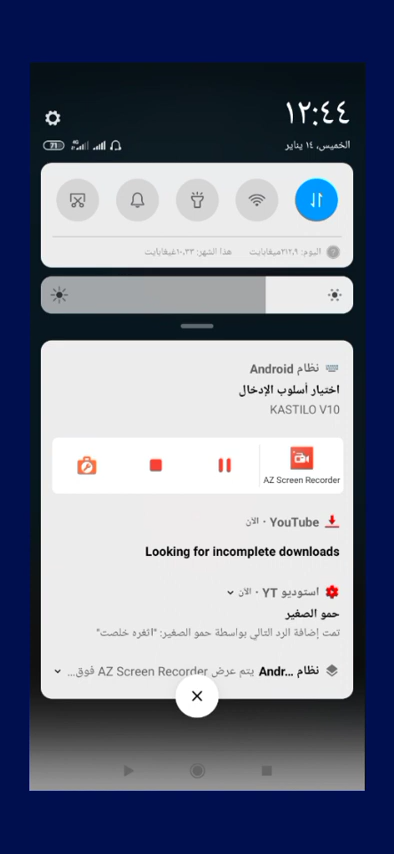 ١٢:٤٤
الخميس، ١٤ يناير
71
4G
اليوم: ٣١٢,٩ميغابايت هذا الشهر: ١٠,٣٣غيغابايت
نظام Android
اختيار أسلوب الإدخال
KASTILO V10
AZ Screen Recorder
YouTube · الآن
Looking for incomplete downloads
استوديو YT · الآن
حمو الصغير
تمت إضافة الرد التالي بواسطة حمو الصغير: "اثغره خلصت"
نظام Andr... يتم عرض AZ Screen Recorder فوق...